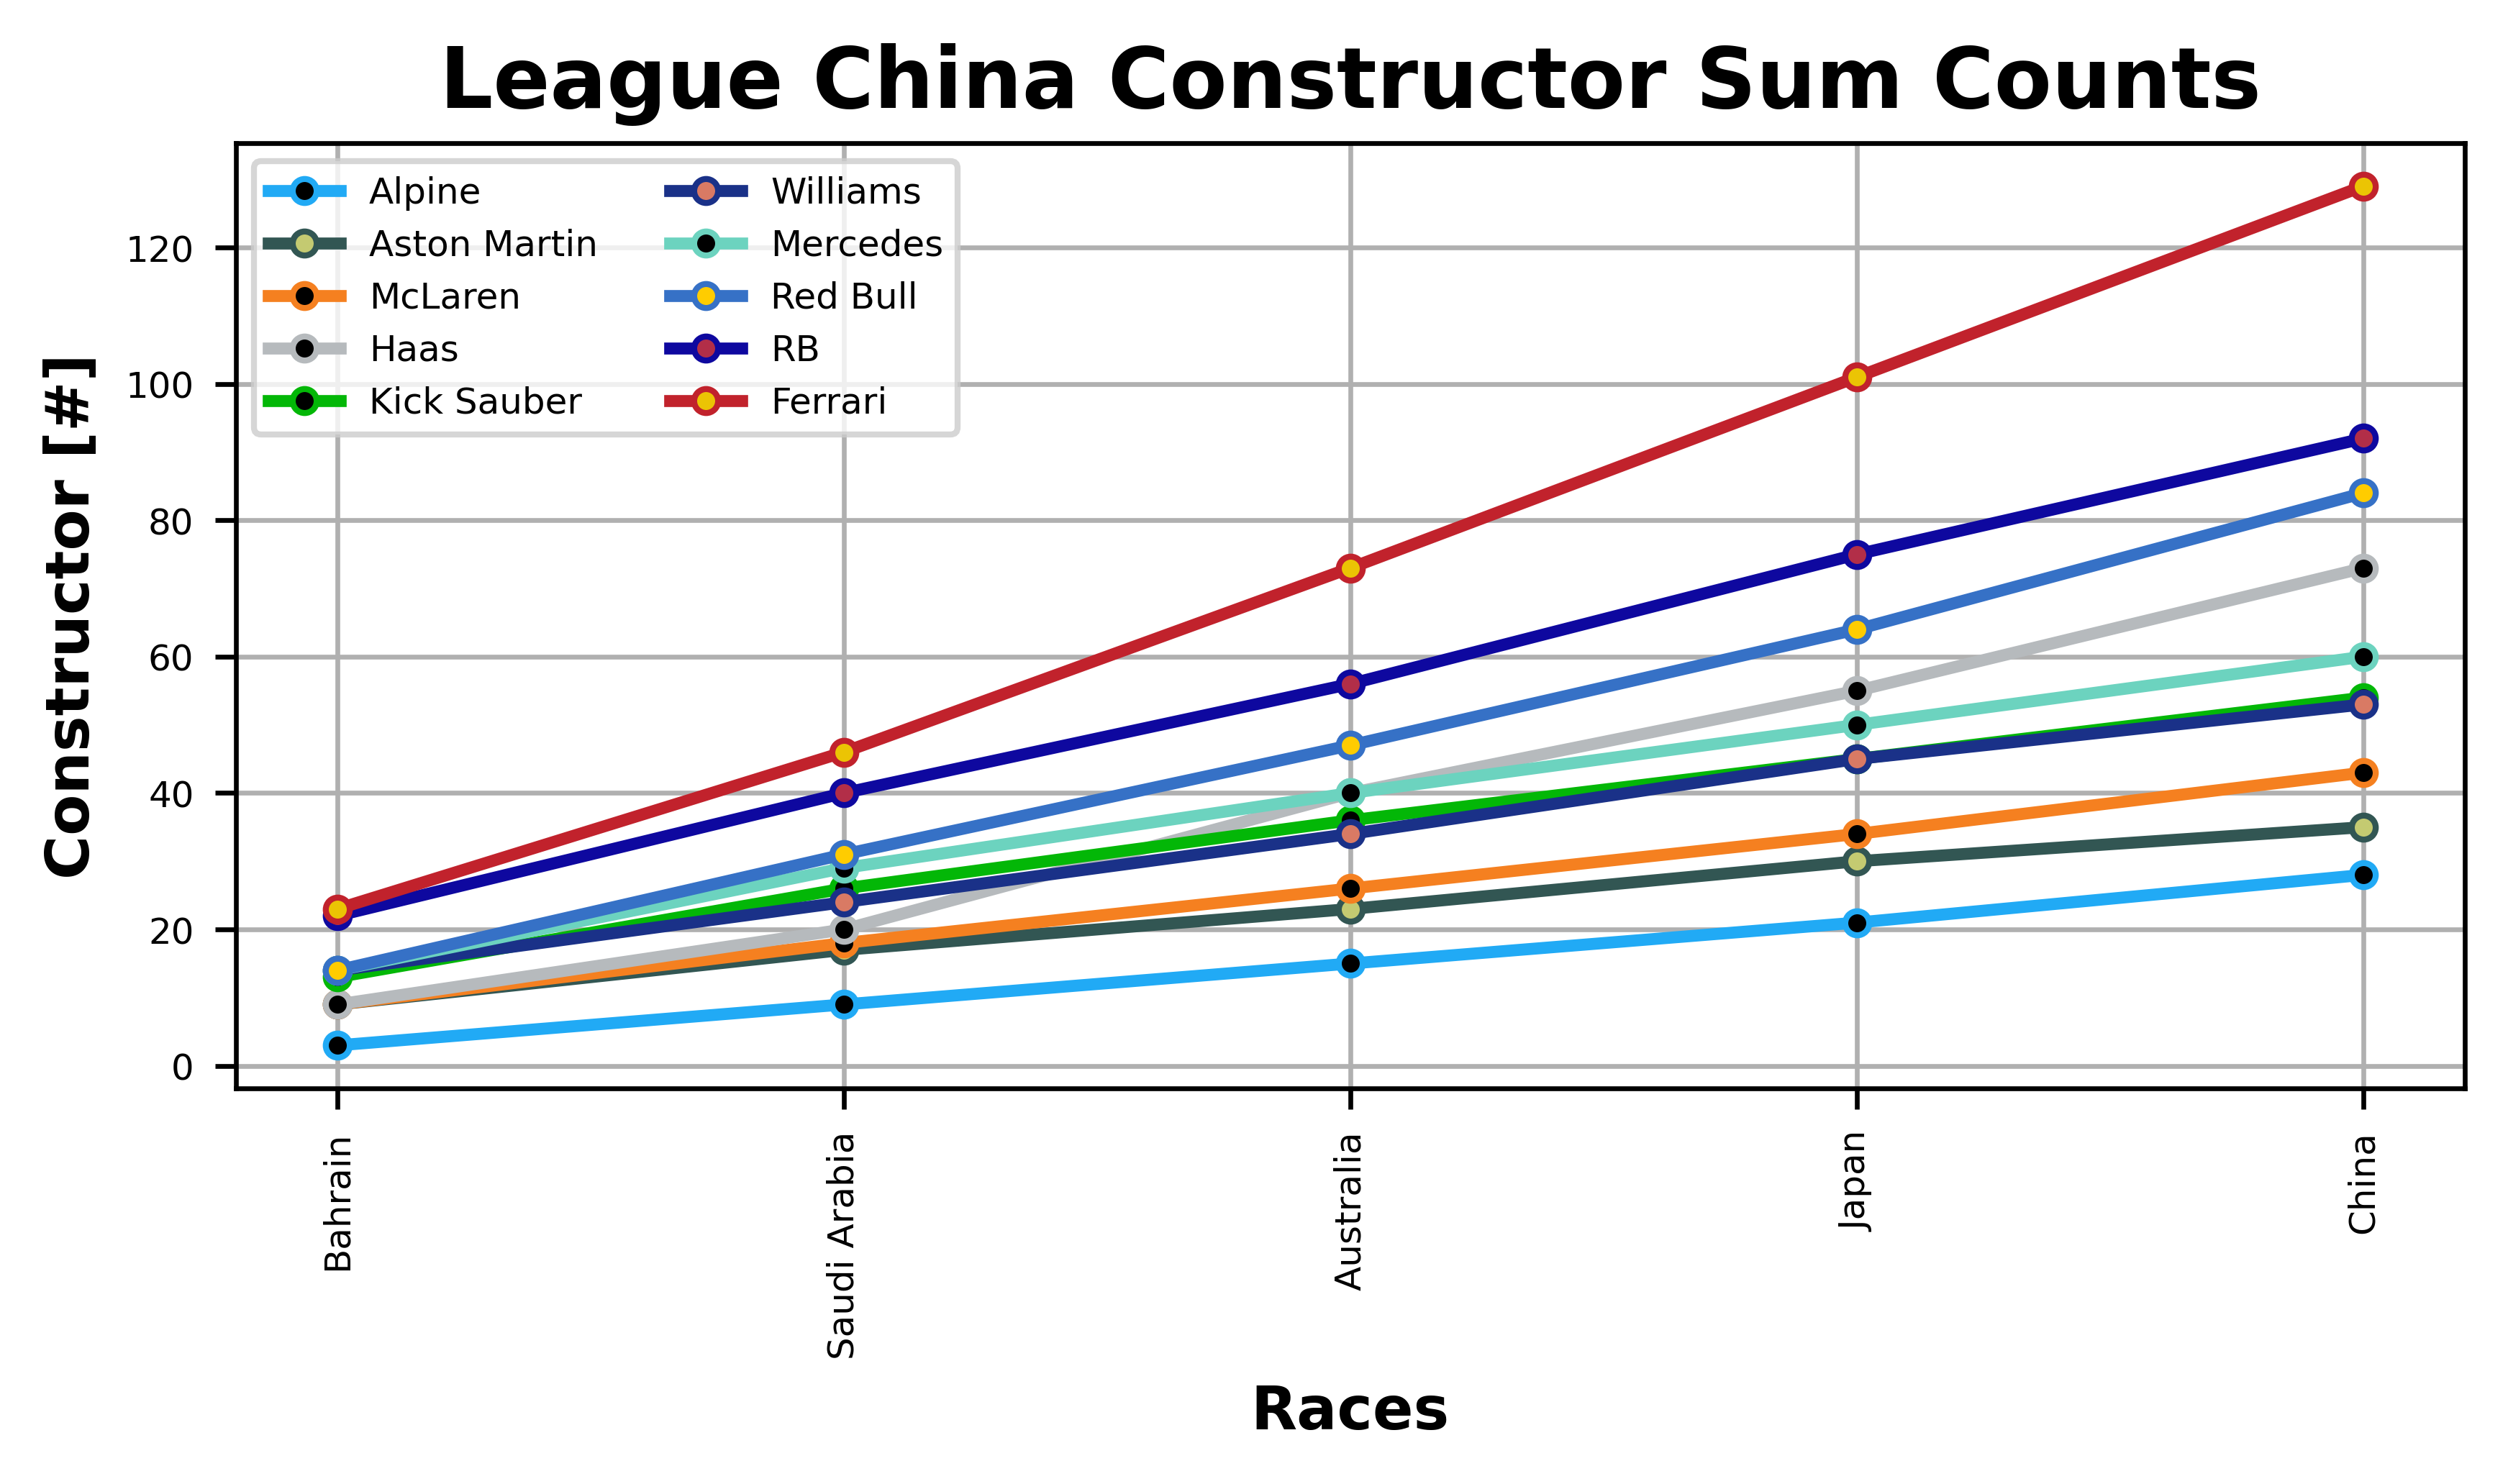 League China Constructor Sum Counts
Constructor [#]
120
100
80
60
40
20
0
Alpine
Aston Martin
McLaren
Haas
Kick Sauber
Williams
Mercedes
Red Bull
RB
Ferrari
Bahrain
Saudi Arabia
Australia
Japan
China
Races